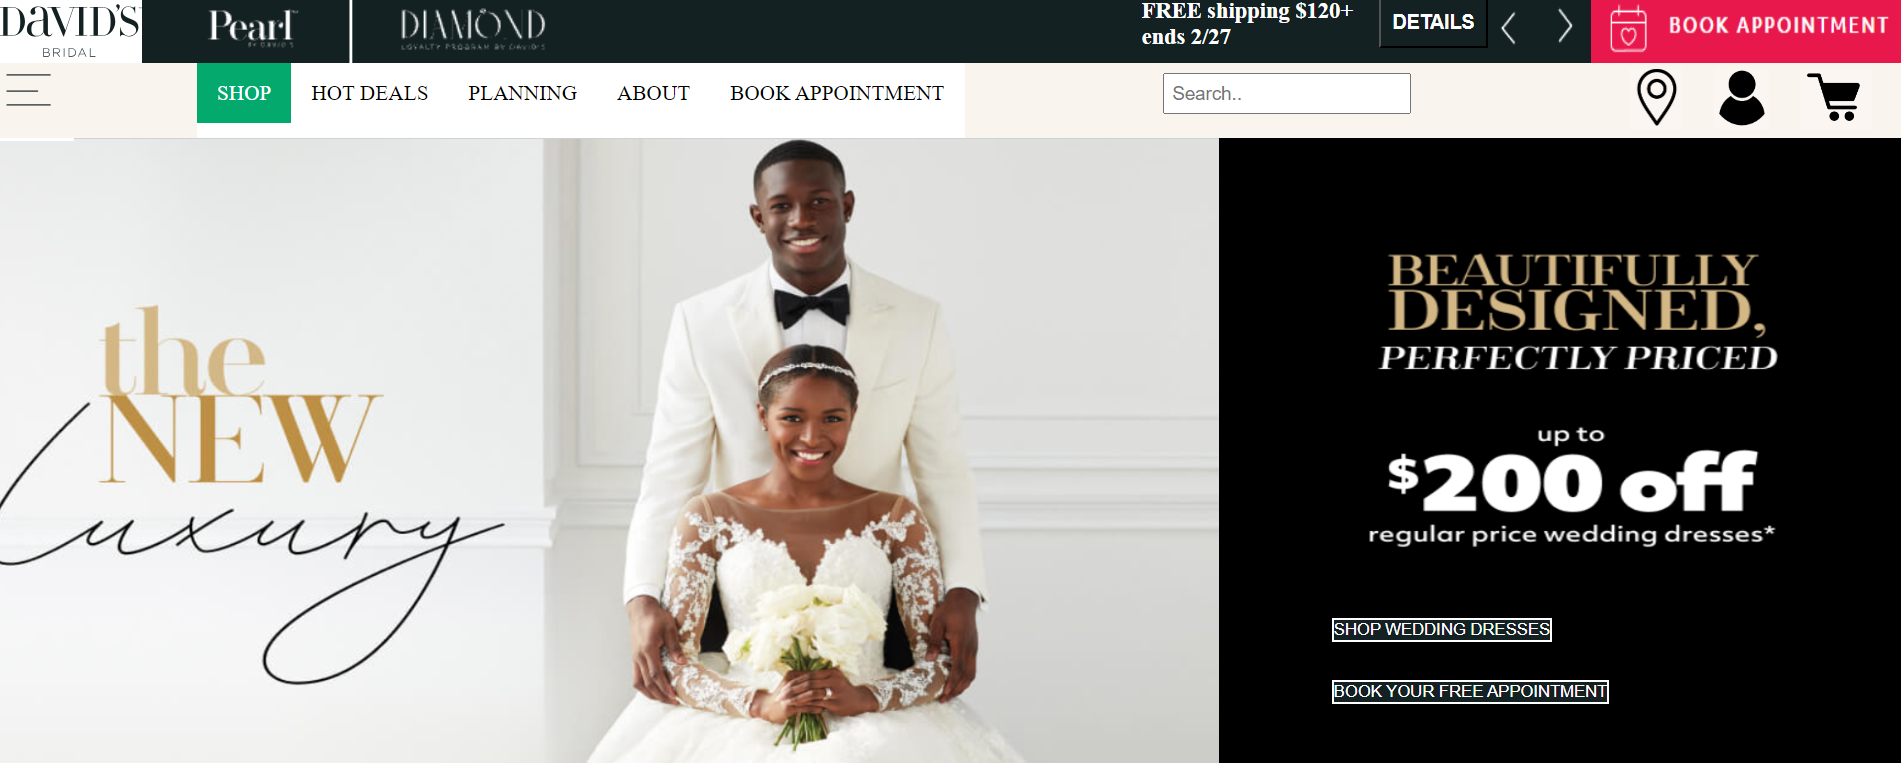 DAVID'S
BRIDAL
Pearl
BY DAVID'S
DIAMOND
LOYALTY PROGRAM BY DAVID'S
FREE shipping $120+
ends 2/27
DETAILS
BOOK APPOINTMENT
SHOP
HOT DEALS
PLANNING
ABOUT
BOOK APPOINTMENT
Search..
the
NEW
Luxury
BEAUTIFULLY
DESIGNED,
PERFECTLY PRICED
up to
$200 off
regular price wedding dresses*
SHOP WEDDING DRESSES
BOOK YOUR FREE APPOINTMENT